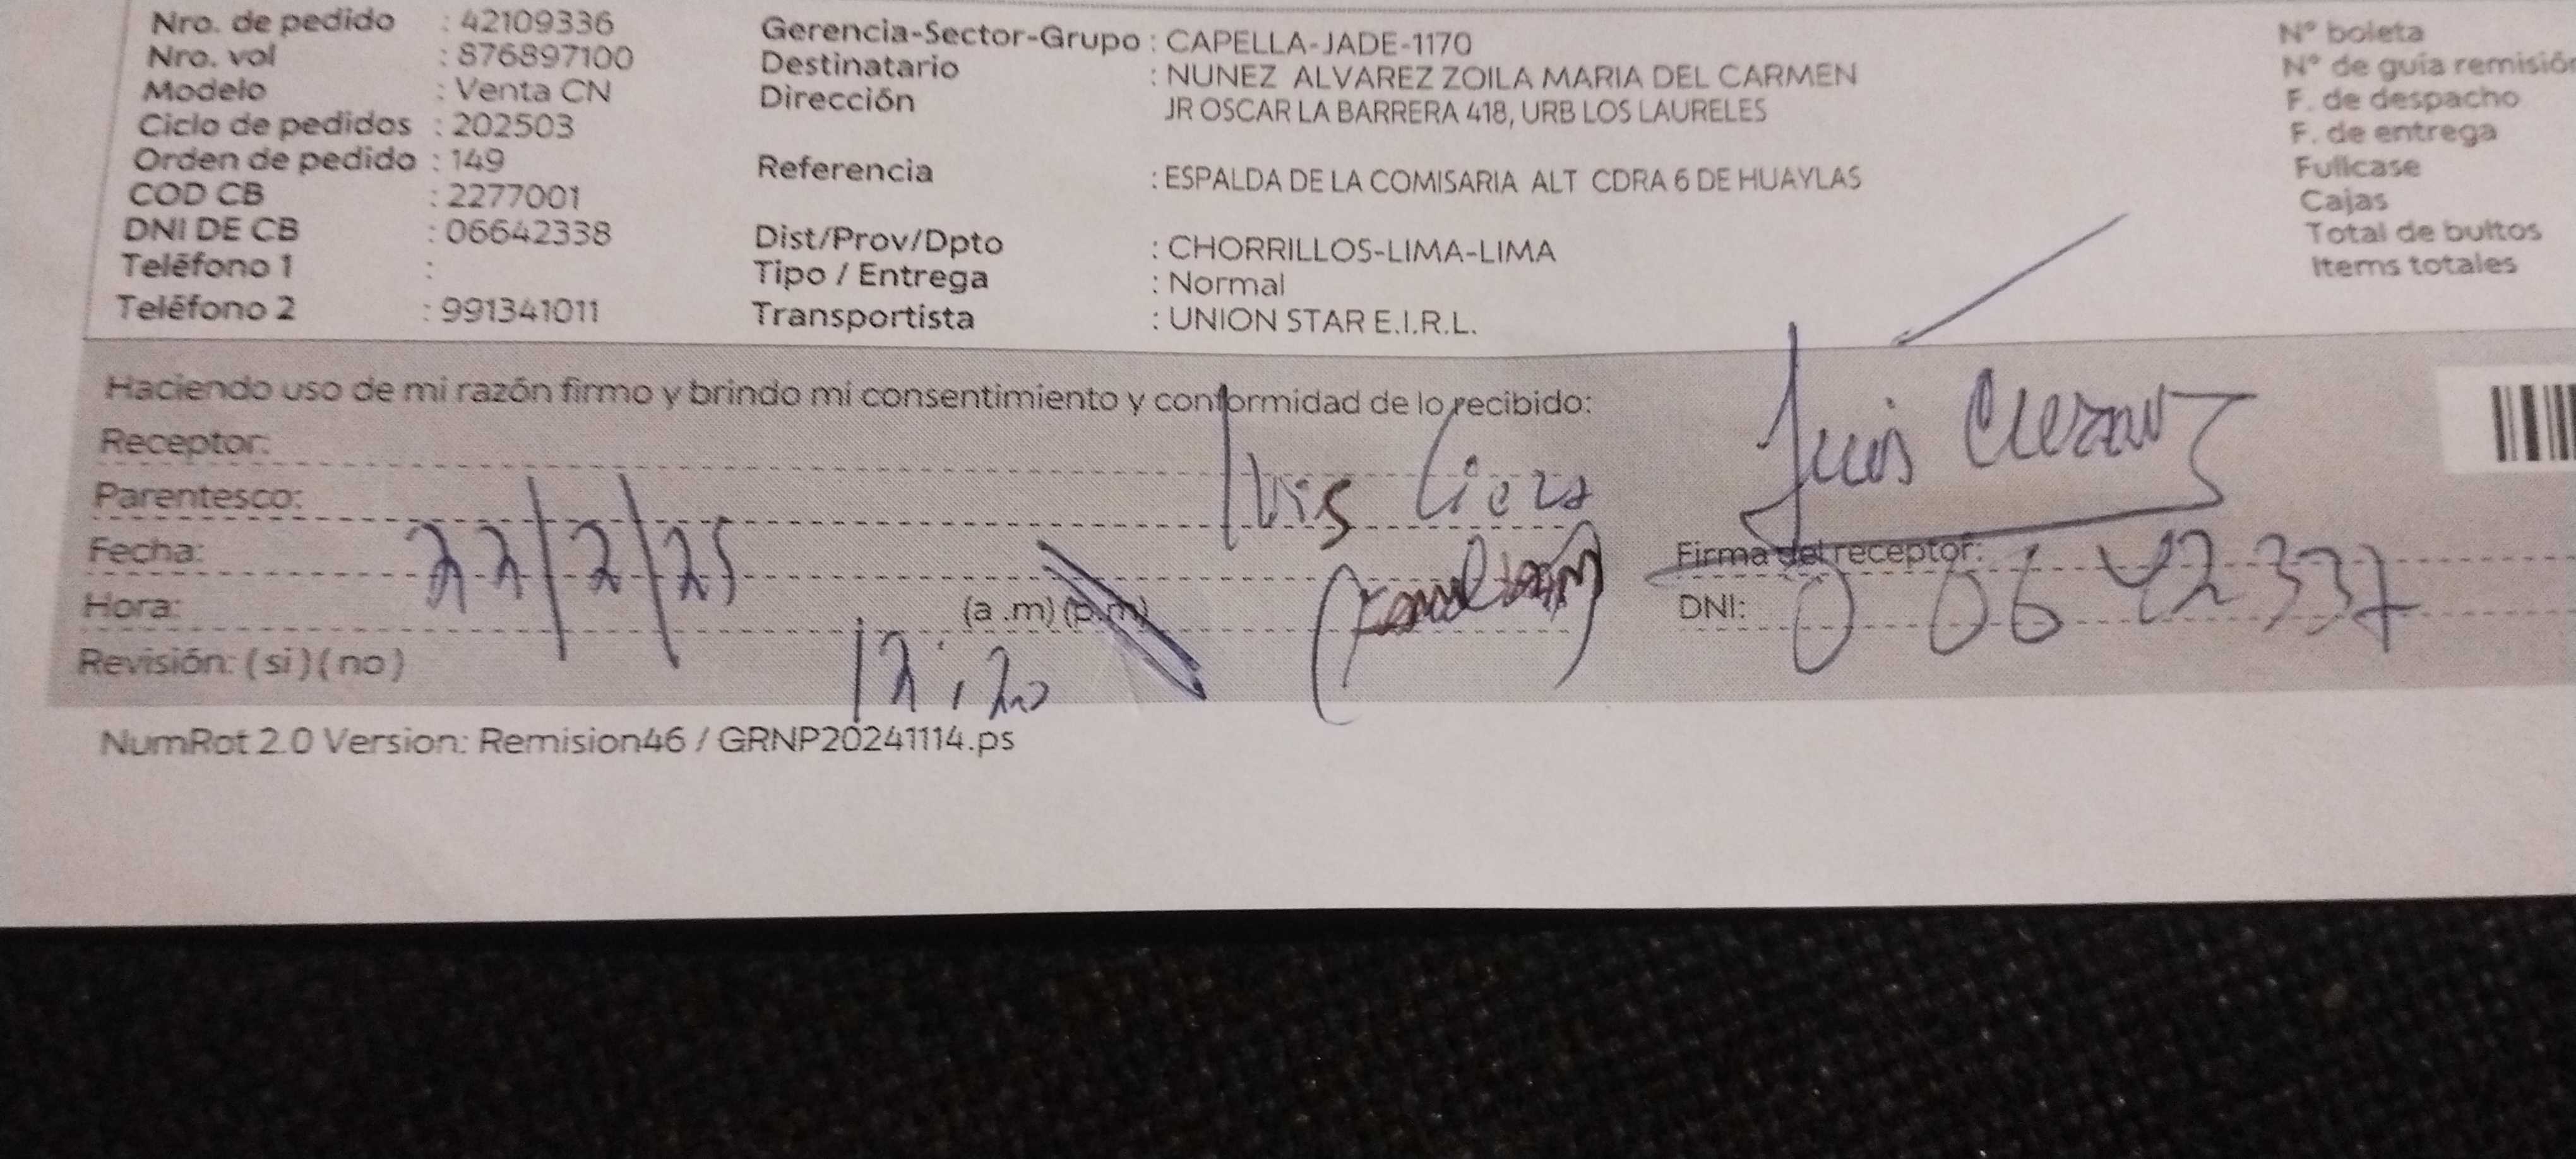 Nro. de pedido : 42109336
Nro. vol : 876897100
Modelo : Venta CN
Ciclo de pedidos : 202503
Orden de pedido : 149
COD CB : 2277001
DNI DE CB : 06642338
Teléfono 1 :
Teléfono 2 : 991341011
Gerencia-Sector-Grupo : CAPELLA-JADE-1170
Destinatario : NUNEZ ALVAREZ ZOILA MARIA DEL CARMEN
Dirección JR OSCAR LA BARRERA 418, URB LOS LAURELES
Referencia : ESPALDA DE LA COMISARIA ALT CDRA 6 DE HUAYLAS
Dist/Prov/Dpto : CHORRILLOS-LIMA-LIMA
Tipo / Entrega : Normal
Transportista : UNION STAR E.I.R.L.
N° boleta
N° de guía remisión
F. de despacho
F. de entrega
Fullcase
Cajas
Total de bultos
Items totales
Haciendo uso de mi razón firmo y brindo mi consentimiento y conformidad de lo recibido:
Receptor: Luis
Parentesco:
Fecha: 22/2/25
Hora: 12:20 (a.m) (p.m)
Revisión: (si) (no)
Luis
Firma del receptor:
DNI: 06642337
NumRot 2.0 Version: Remision46 / GRNP20241114.ps